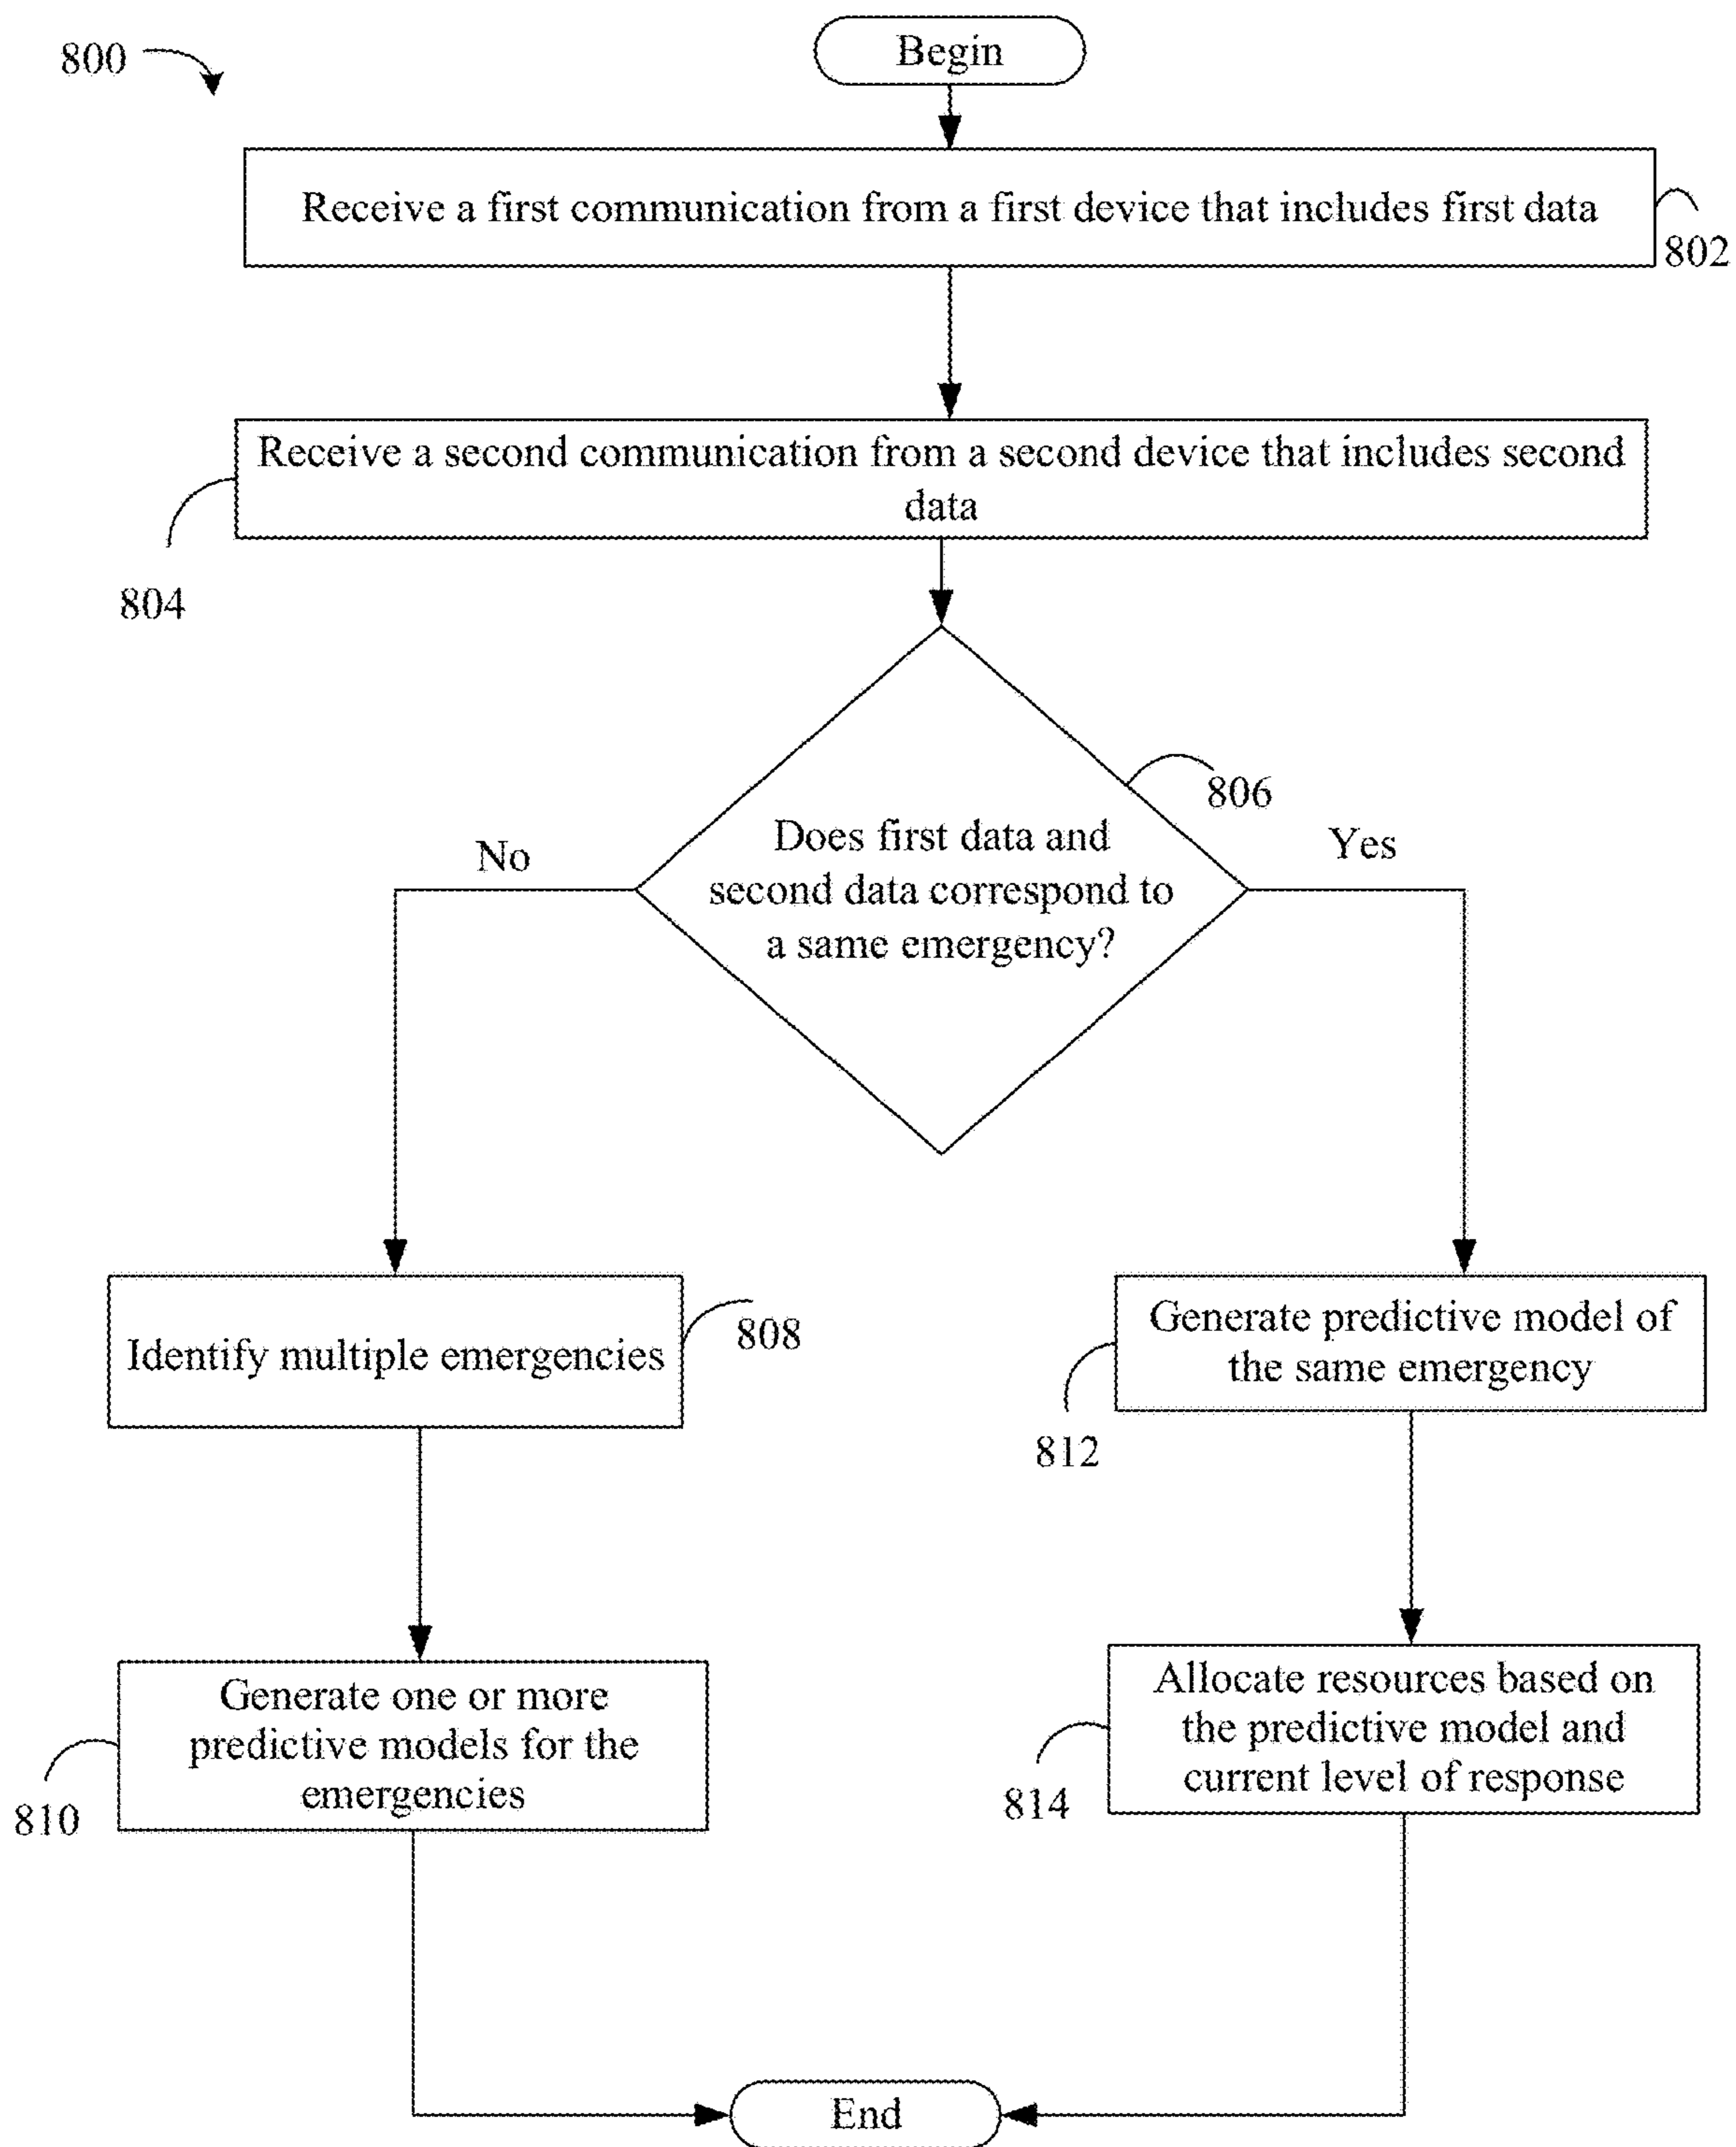 800
Begin
Receive a first communication from a first device that includes first data
802
Receive a second communication from a second device that includes second
data
804
806
Does first data and
second data correspond to
a same emergency?
No
Yes
Identify multiple emergencies
808
Generate predictive model of
the same emergency
812
Generate one or more
predictive models for the
emergencies
810
Allocate resources based on
the predictive model and
current level of response
814
End